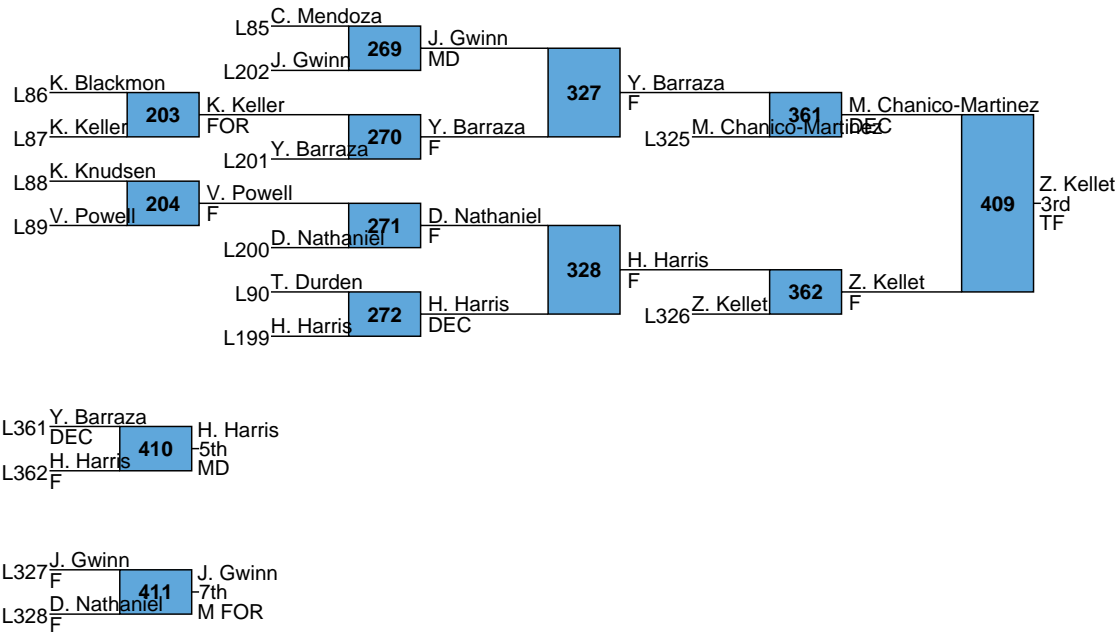 C. Mendoza
L85
269
J. Gwinn
MD
J. Gwinn
L202
327
K. Blackmon
L86
203
K. Keller
FOR
K. Keller
L87
270
Y. Barraza
F
Y. Barraza
L201
Y. Barraza
F
361
M. Chanico-Martinez
DEC
M. Chanico-Martinez
L325
K. Knudsen
L88
204
V. Powell
F
V. Powell
L89
271
D. Nathaniel
F
D. Nathaniel
L200
328
H. Harris
F
T. Durden
L90
272
H. Harris
DEC
H. Harris
L199
362
Z. Kellet
F
Z. Kellet
L326
409
Z. Kellet
3rd
TF
Y. Barraza
L361
DEC
410
H. Harris
5th
MD
H. Harris
L362
F
J. Gwinn
L327
F
411
J. Gwinn
7th
M FOR
D. Nathaniel
L328
F